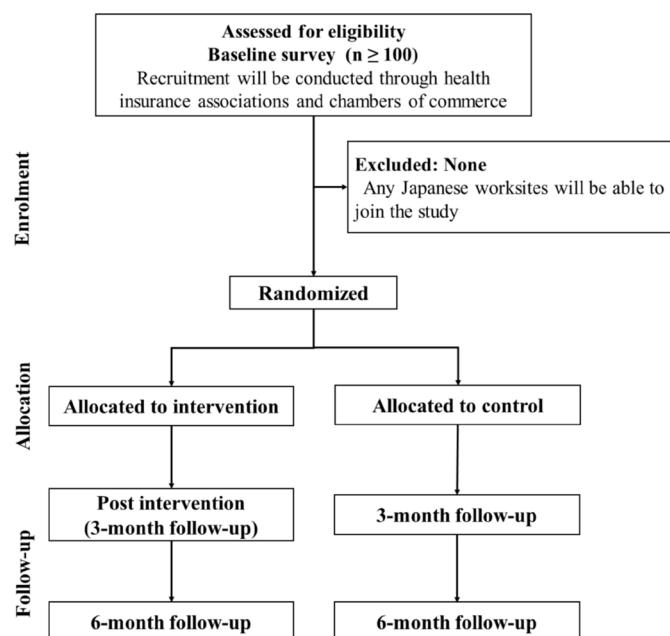 Assessed for eligibility
Baseline survey (n ≥ 100)
Recruitment will be conducted through health
insurance associations and chambers of commerce
Enrolment
Excluded: None
Any Japanese worksites will be able to
join the study
Randomized
Allocation
Allocated to intervention
Allocated to control
Follow-up
Post intervention
(3-month follow-up)
3-month follow-up
6-month follow-up
6-month follow-up